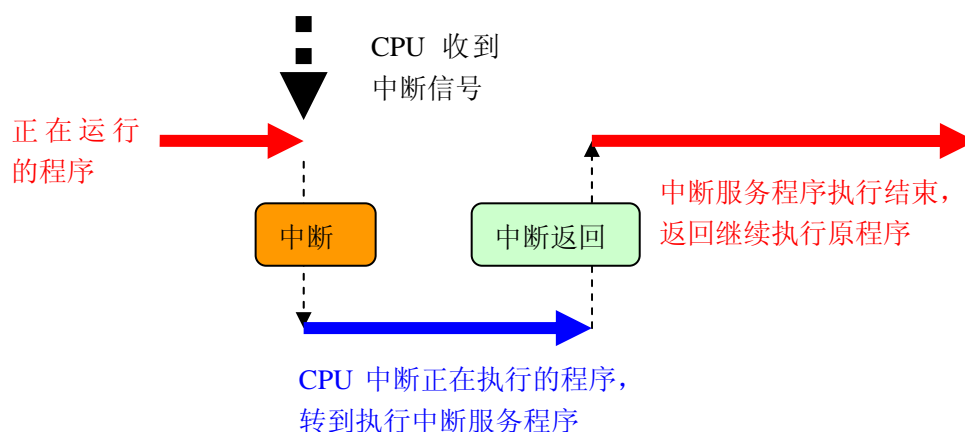 CPU 收到
中断信号
正在运行
的程序
中断
中断返回
中断服务程序执行结束，
返回继续执行原程序
CPU 中断正在执行的程序，
转到执行中断服务程序